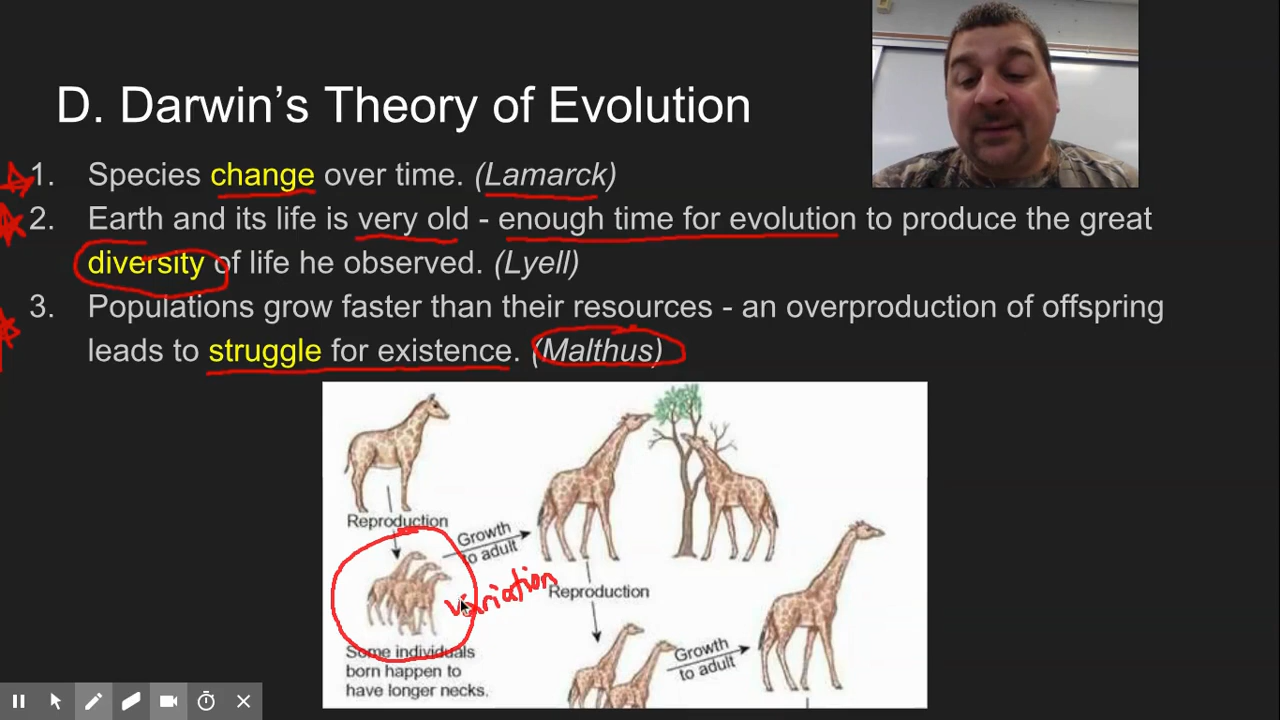 D. Darwin's Theory of Evolution
1. Species change over time. (Lamarck)
2. Earth and its life is very old - enough time for evolution to produce the great
diversity of life he observed. (Lyell)
3. Populations grow faster than their resources - an overproduction of offspring
leads to struggle for existence. (Malthus)
Reproduction
Growth
to adult
variation
Reproduction
Some individuals
born happen to
have longer necks.
Growth
to adult